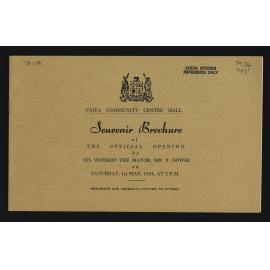 LOCAL STUDIES
REFERENCE ONLY
TAITA COMMUNITY CENTRE HALL
Souvenir Brochure
of
THE OFFICIAL OPENING
by
HIS WORSHIP THE MAYOR, MR. P. DOWSE
on
SATURDAY, 1st MAY, 1954, AT 2 P.M.
RESIDENTS ARE CORDIALLY INVITED TO ATTEND